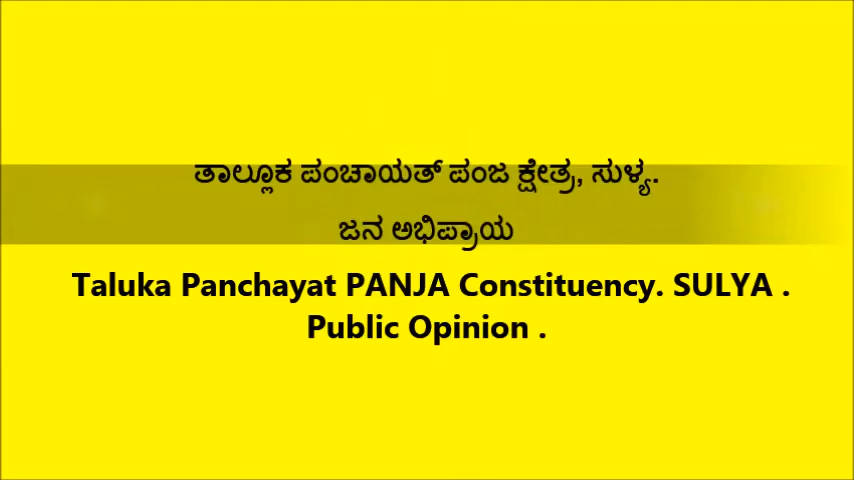 ತಾಲ್ಲೂಕ ಪಂಚಾಯತ್ ಪಂಜ ಕ್ಷೇತ್ರ, ಸುಳ್ಯ.
ಜನ ಅಭಿಪ್ರಾಯ
Taluka Panchayat PANJA Constituency. SULYA .
Public Opinion .